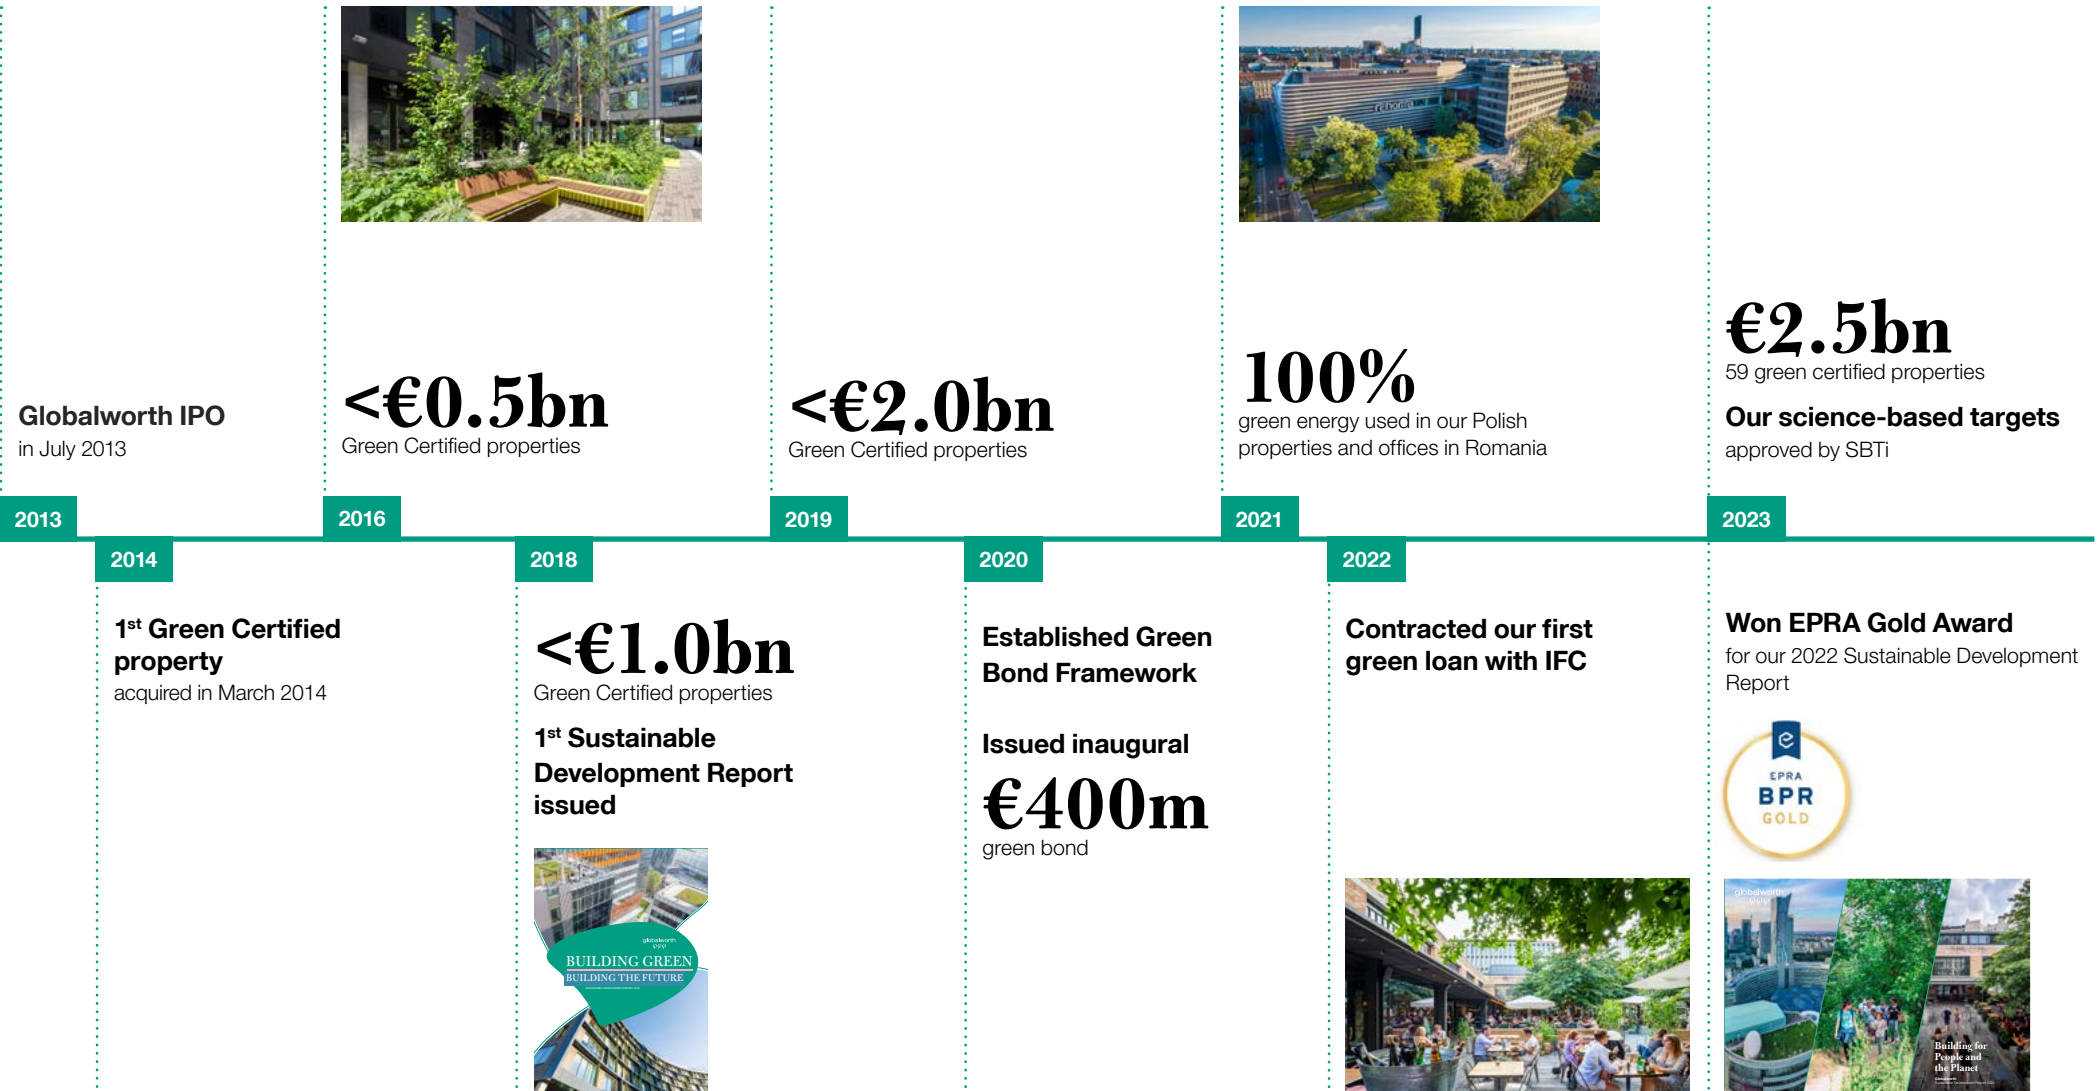 Globalworth IPO
in July 2013
2013
1st Green Certified
property
acquired in March 2014
2014
<€0.5bn
Green Certified properties
2016
2018
<€1.0bn
Green Certified properties
1st Sustainable
Development Report
issued
globalworth
BUILDING GREEN
BUILDING THE FUTURE
<€2.0bn
Green Certified properties
2019
2020
Established Green
Bond Framework
Issued inaugural
€400m
green bond
renoma
100%
green energy used in our Polish
properties and offices in Romania
2021
2022
Contracted our first
green loan with IFC
€2.5bn
59 green certified properties
Our science-based targets
approved by SBTi
2023
Won EPRA Gold Award
for our 2022 Sustainable Development
Report
EPRA
BPR
GOLD
globalworth
Building for
People and
the Planet